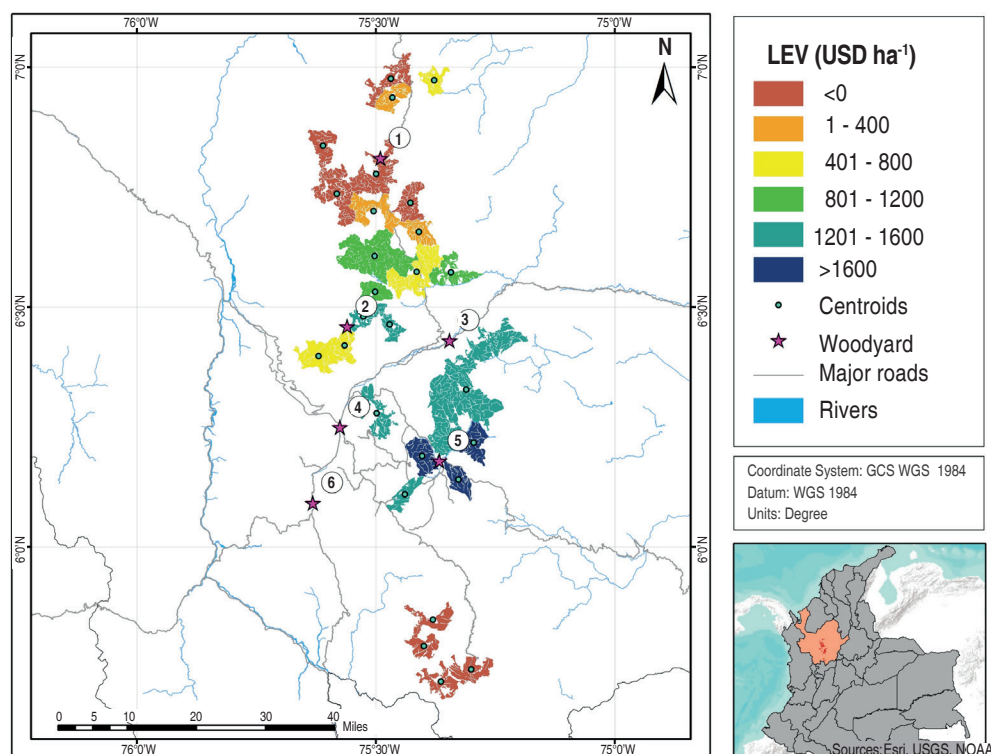 76°0'W 75°30'W 75°0'W
N
7°0'N 7°0'N
1
6°30'N 6°30'N
2
3
4
5
6
6°0'N 6°0'N
0 5 10 20 30 40 Miles
76°0'W 75°30'W 75°0'W
LEV (USD ha⁻¹)
<0
1 - 400
401 - 800
801 - 1200
1201 - 1600
>1600
Centroids
Woodyard
Major roads
Rivers
Coordinate System: GCS WGS 1984
Datum: WGS 1984
Units: Degree
Sources: Esri, USGS, NOAA